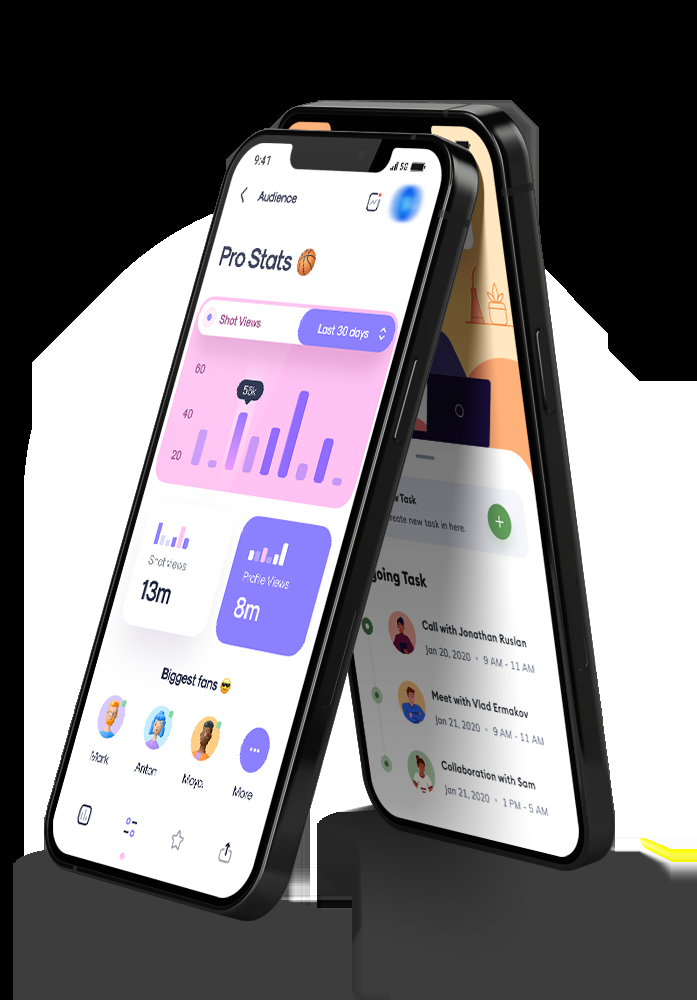 9:41
5G
Audience
Pro Stats 🏀
Shot Views
Last 30 days
60
55k
40
20
Shot views
13m
Profile Views
8m
Biggest fans 😎
Mark
Anton
Maya
More
Task
reate new task in here.
going Task
Call with Jonathan Ruslan
Jan 20, 2020 • 9 AM - 11 AM
Meet with Vlad Ermakov
Jan 21, 2020 • 9 AM - 11 AM
Collaboration with Sam
Jan 21, 2020 • 1 PM - 5 AM